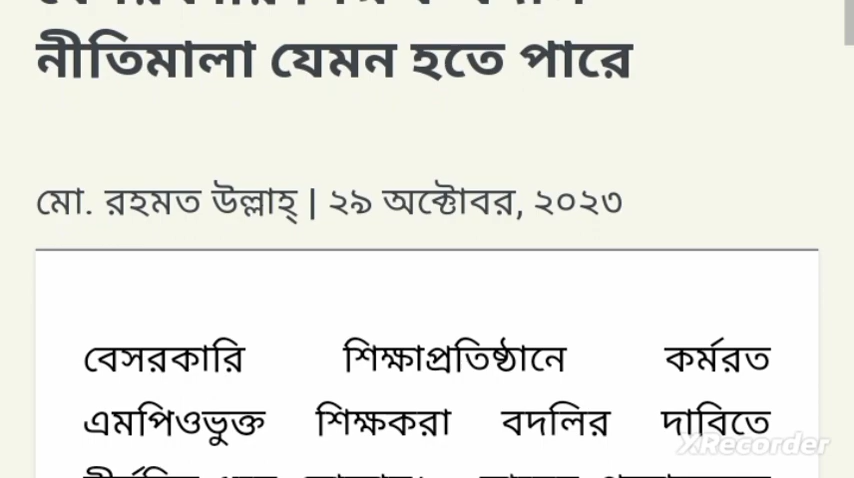 নীতিমালা যেমন হতে পারে
মো. রহমত উল্লাহ্ | ২৯ অক্টোবর, ২০২৩
বেসরকারি শিক্ষাপ্রতিষ্ঠানে কর্মরত
এমপিওভুক্ত শিক্ষকরা বদলির দাবিতে
XRecorder